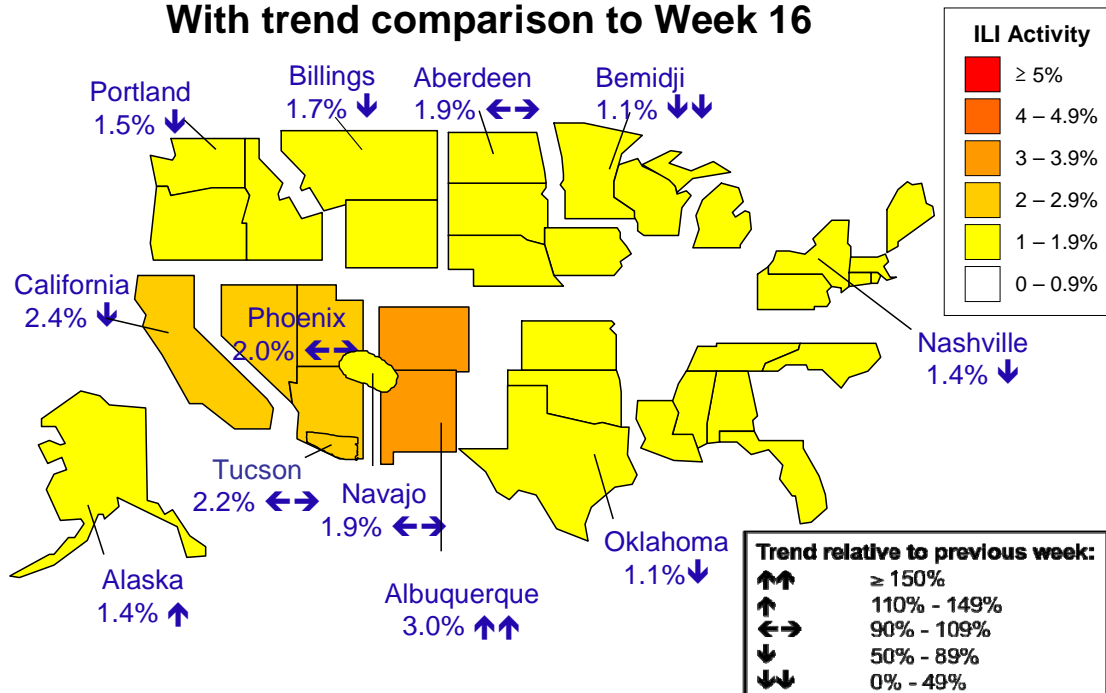 With trend comparison to Week 16
ILI Activity
≥ 5%
4 – 4.9%
3 – 3.9%
2 – 2.9%
1 – 1.9%
0 – 0.9%
Portland
1.5% ↓
Billings
1.7% ↓
Aberdeen
1.9% ←→
Bemidji
1.1% ↓↓
California
2.4% ↓
Phoenix
2.0% ←→
Nashville
1.4% ↓
Tucson
2.2% ←→
Navajo
1.9% ←→
Oklahoma
1.1% ↓
Alaska
1.4% ↑
Albuquerque
3.0% ↑↑
Trend relative to previous week:
↑↑ ≥ 150%
↑ 110% - 149%
←→ 90% - 109%
↓ 50% - 89%
↓↓ 0% - 49%